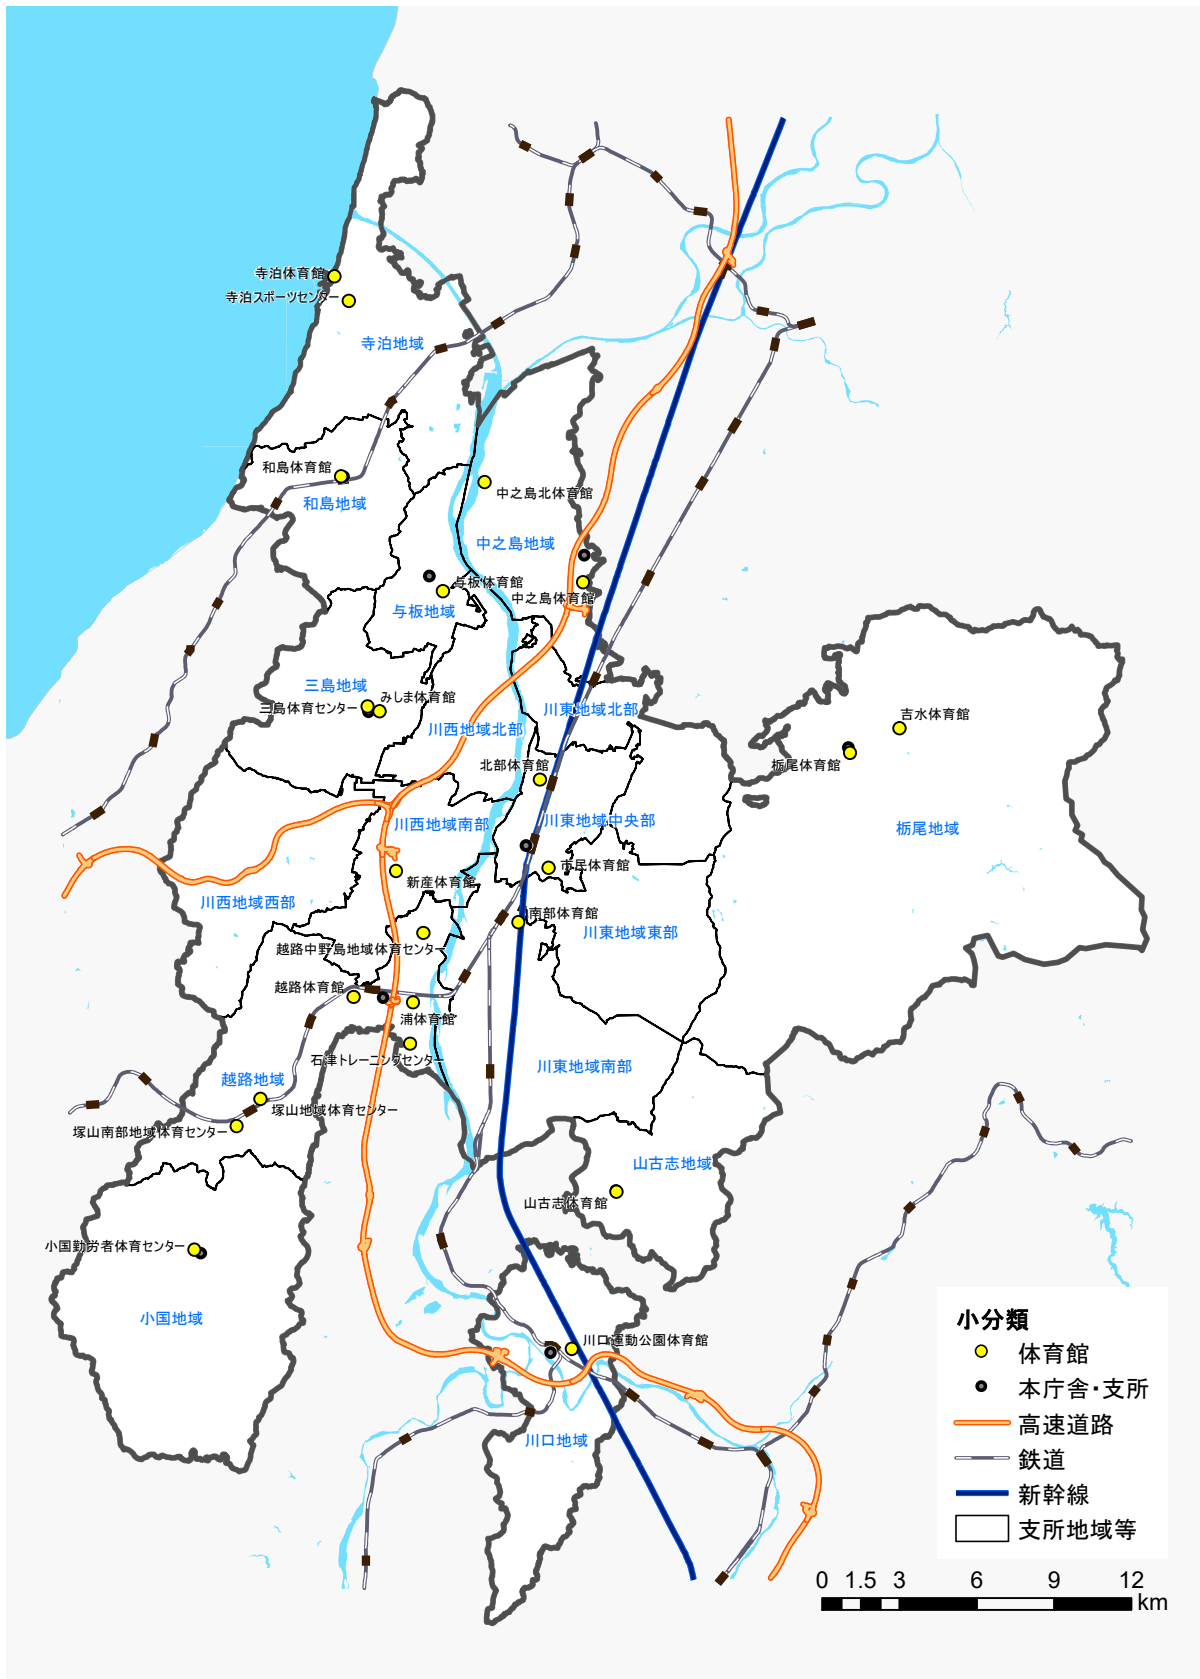 寺泊体育館
寺泊スポーツセンター
寺泊地域
和島体育館
和島地域
中之島北体育館
中之島地域
与板体育館
中之島体育館
与板地域
三島地域
みしま体育館
三島体育センター
川東地域北部
川西地域北部
吉水体育館
北部体育館
栃尾体育館
川西地域南部
川東地域中央部
栃尾地域
市民体育館
新産体育館
川西地域西部
南部体育館
川東地域東部
越路中野島地域体育センター
越路体育館
浦体育館
石津トレーニングセンター
川東地域南部
越路地域
塚山地域体育センター
塚山南部地域体育センター
山古志地域
山古志体育館
小国勤労者体育センター
小国地域
川口運動公園体育館
川口地域
小分類
体育館
本庁舎・支所
高速道路
鉄道
新幹線
支所地域等
0 1.5 3 6 9 12
km